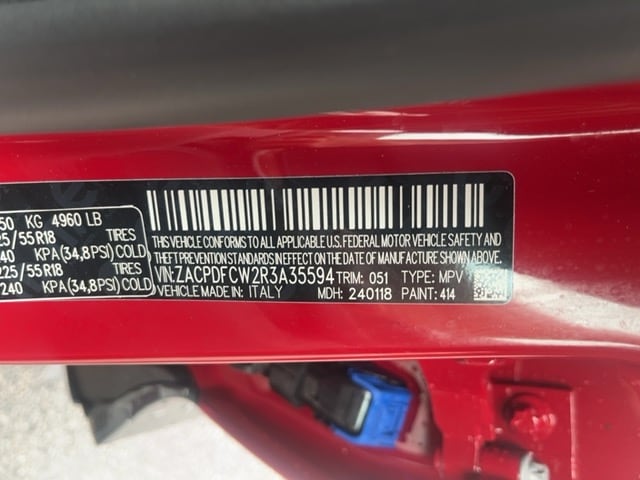 50 KG 4960 LB
25/55R18 TIRES
40 KPA(34,8PSI) COLD
225/55R18 TIRES
240 KPA(34,8PSI) COLD
THIS VEHICLE CONFORMS TO ALL APPLICABLE U.S. FEDERAL MOTOR VEHICLE SAFETY AND
THEFT PREVENTION STANDARDS IN EFFECT ON THE DATE OF MANUFACTURE SHOWN ABOVE.
VIN: ZACPDFCW2R3A35594 TRIM: 051 TYPE: MPV
VEHICLE MADE IN: ITALY MDH: 240118 PAINT: 414